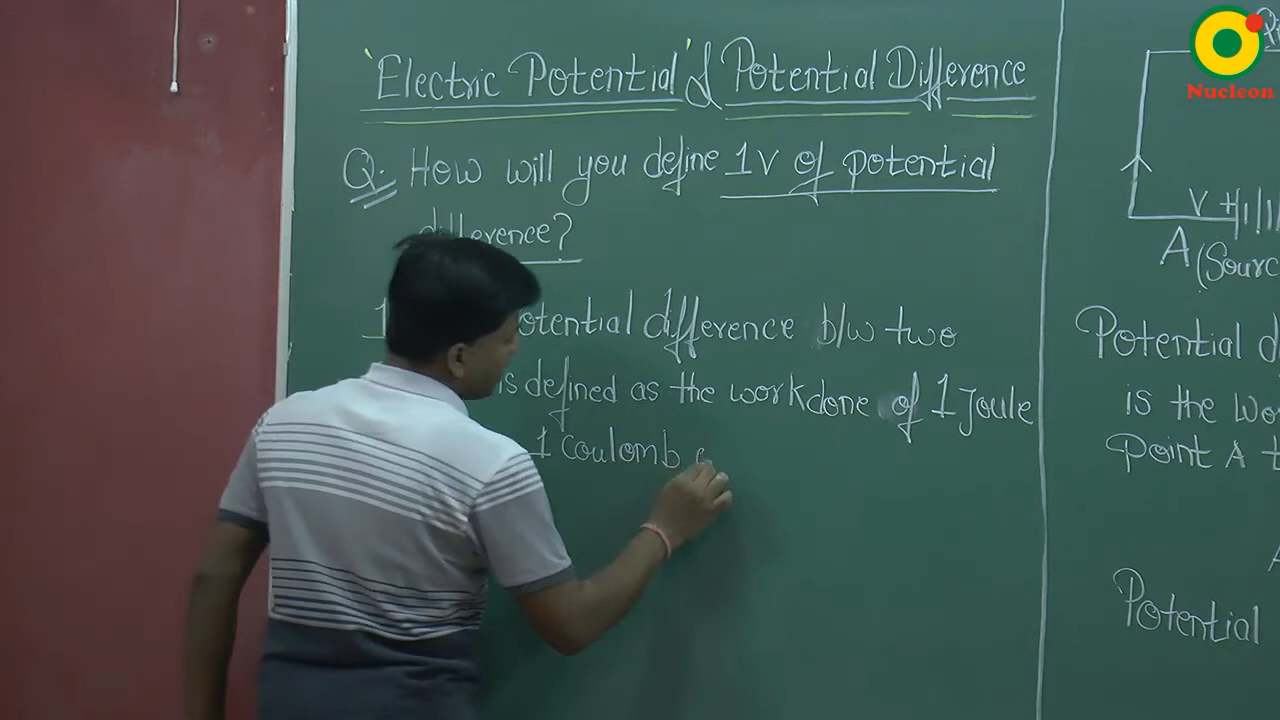 'Electric Potential' & Potential Difference
Q. How will you define 1V of potential
difference?
1 otential difference b/w two
is defined as the workdone of 1 Joule
1 Coulomb
V +
A (Sourc
Potential d
is the wo
Point A t
Potential
Nucleon